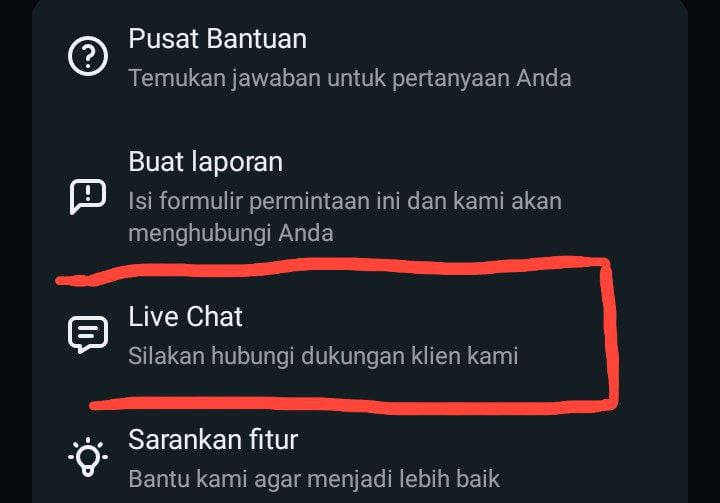 Pusat Bantuan
Temukan jawaban untuk pertanyaan Anda
Buat laporan
Isi formulir permintaan ini dan kami akan
menghubungi Anda
Live Chat
Silakan hubungi dukungan klien kami
Sarankan fitur
Bantu kami agar menjadi lebih baik